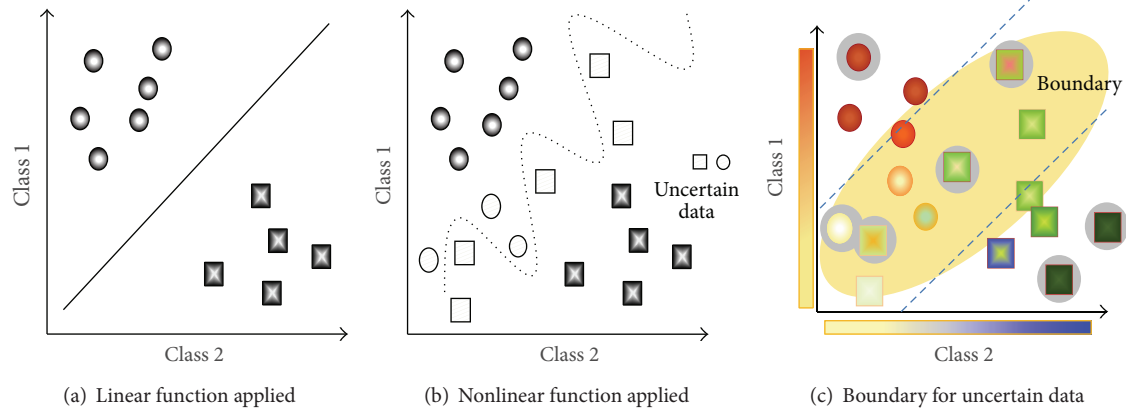 Class 1
Class 2
(a) Linear function applied
Class 1
Uncertain
data
Class 2
(b) Nonlinear function applied
Class 1
Boundary
Class 2
(c) Boundary for uncertain data